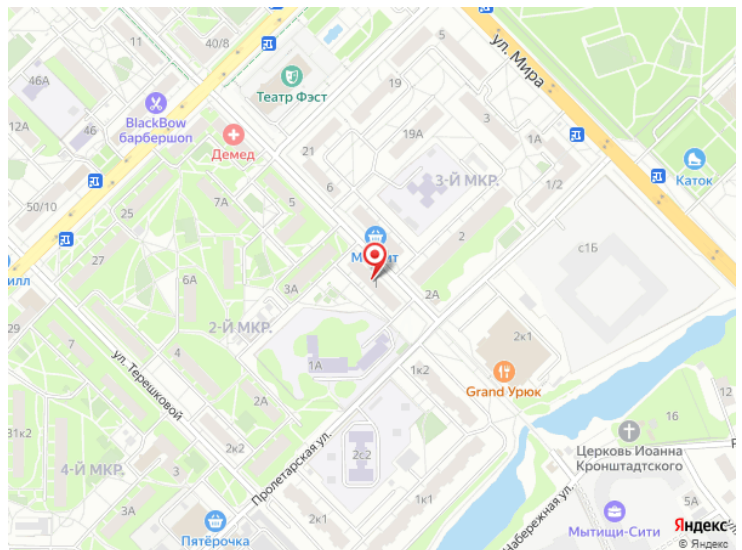 11
40/8
5
ул. Мира
46А
Театр Фэст
19
12А
46
BlackBow
барбершоп
19А
3
1А
Демед
21
3-Й МКР.
6
1/2
Каток
50/10
25
7А
5
2
с1Б
27
6А
3А
1
2А
2-Й МКР.
29
7
4
ул. Терешковой
1А
1к2
2к1
Grand Урюк
2А
12
31к2
2к2
Пролетарская ул.
16
Церковь Иоанна
Кронштадтского
4-Й МКР.
3
2с2
1к1
Набережная ул.
5А
2А
Пятёрочка
2к1
Мытищи-Сити
Яндекс
© Яндекс